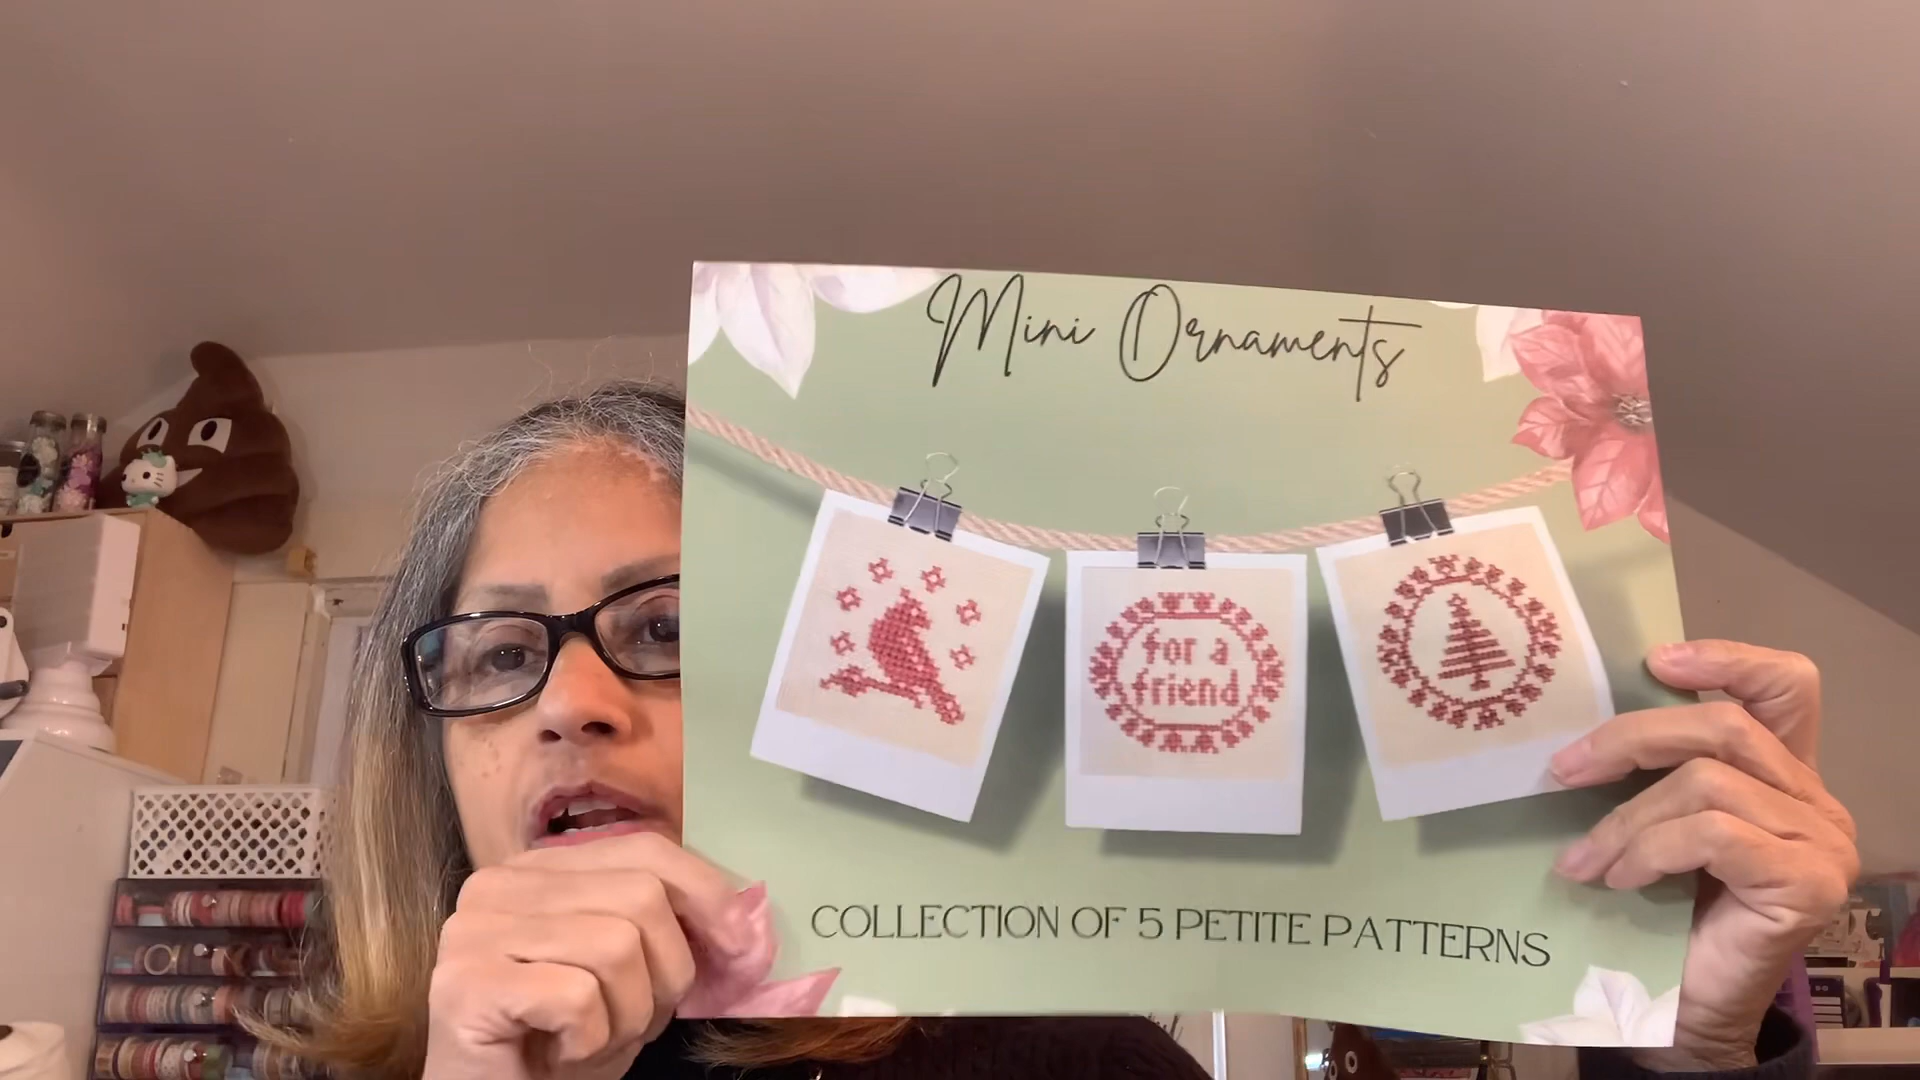 Mini Ornaments
for a
friend
COLLECTION OF 5 PETITE PATTERNS